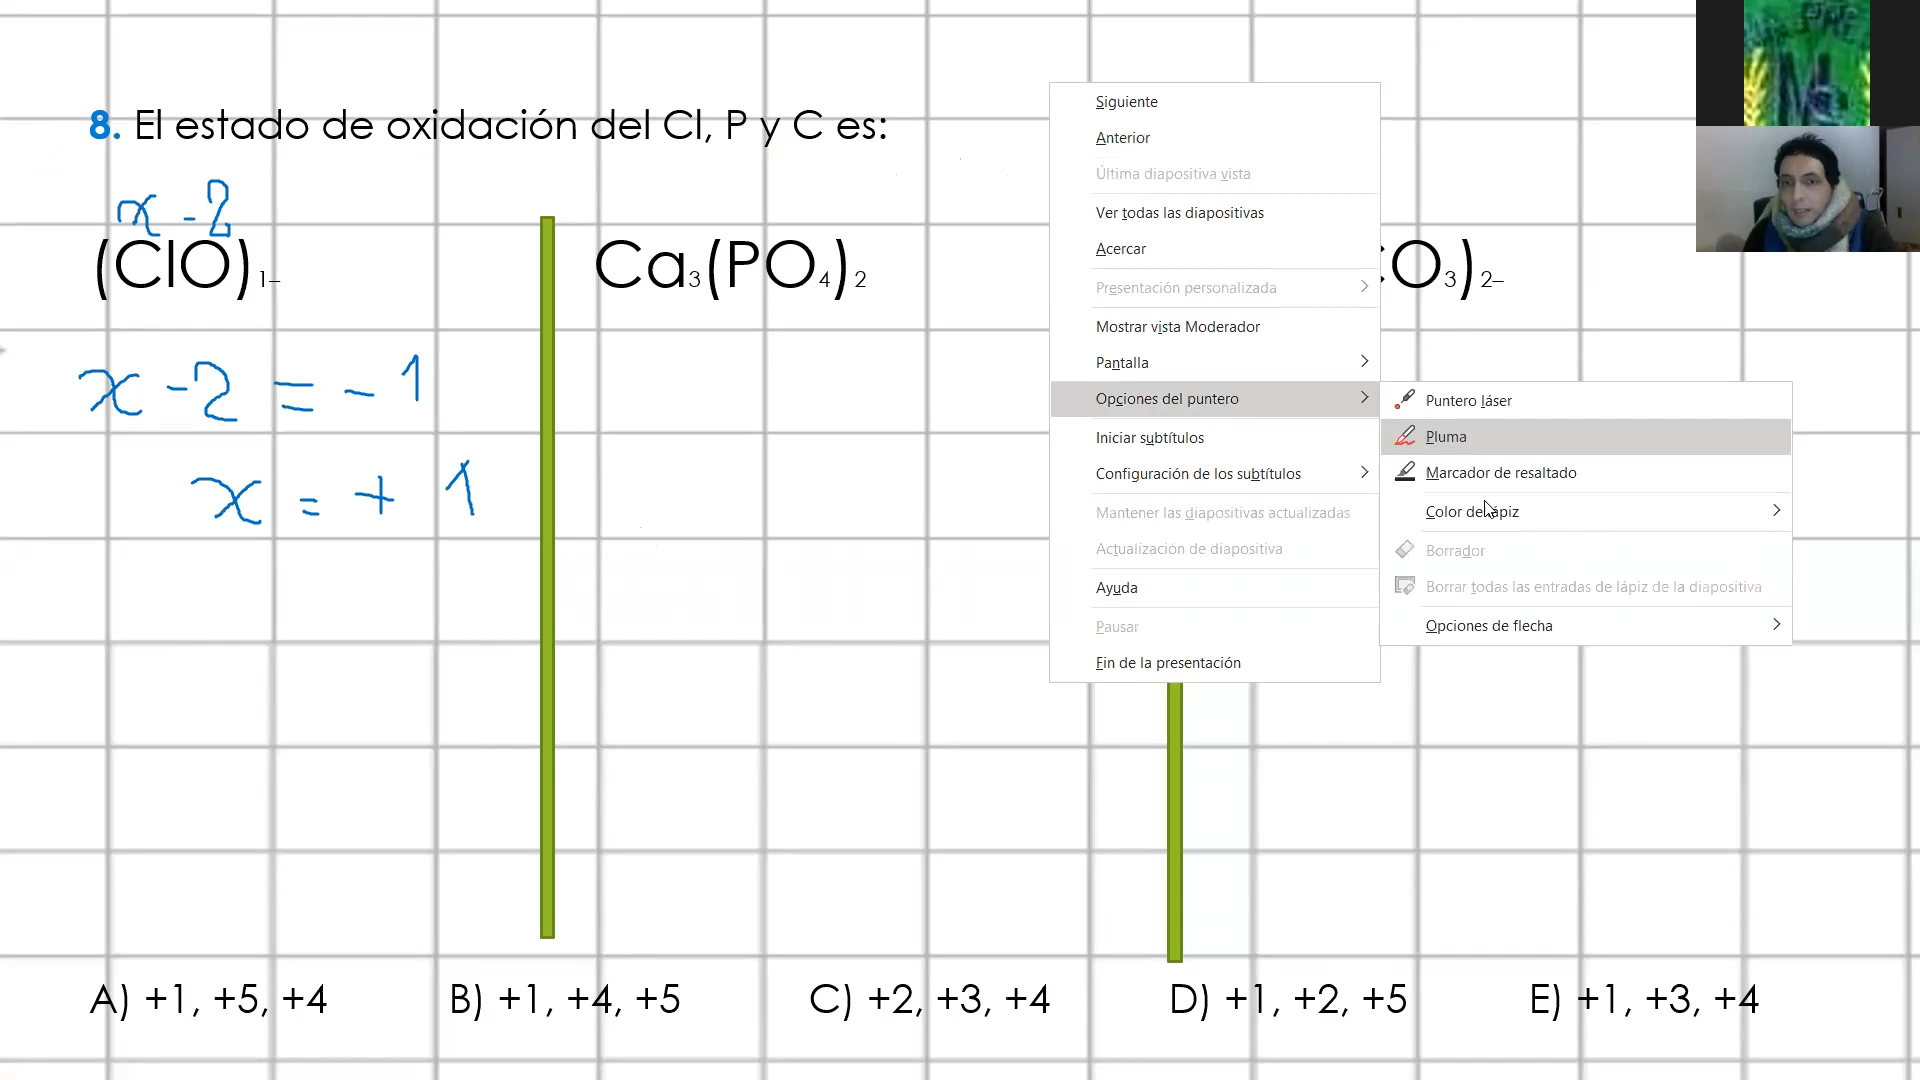 8. El estado de oxidación del Cl, P y C es:
x -2
(ClO)1–
Ca3(PO4)2
CO3)2–
x -2 = -1
x = + 1
Siguiente
Anterior
Última diapositiva vista
Ver todas las diapositivas
Acercar
Presentación personalizada
Mostrar vista Moderador
Pantalla
Opciones del puntero
Iniciar subtítulos
Configuración de los subtítulos
Mantener las diapositivas actualizadas
Actualización de diapositiva
Ayuda
Pausar
Fin de la presentación
Puntero láser
Pluma
Marcador de resaltado
Color de lápiz
Borrador
Borrar todas las entradas de lápiz de la diapositiva
Opciones de flecha
A) +1, +5, +4
B) +1, +4, +5
C) +2, +3, +4
D) +1, +2, +5
E) +1, +3, +4